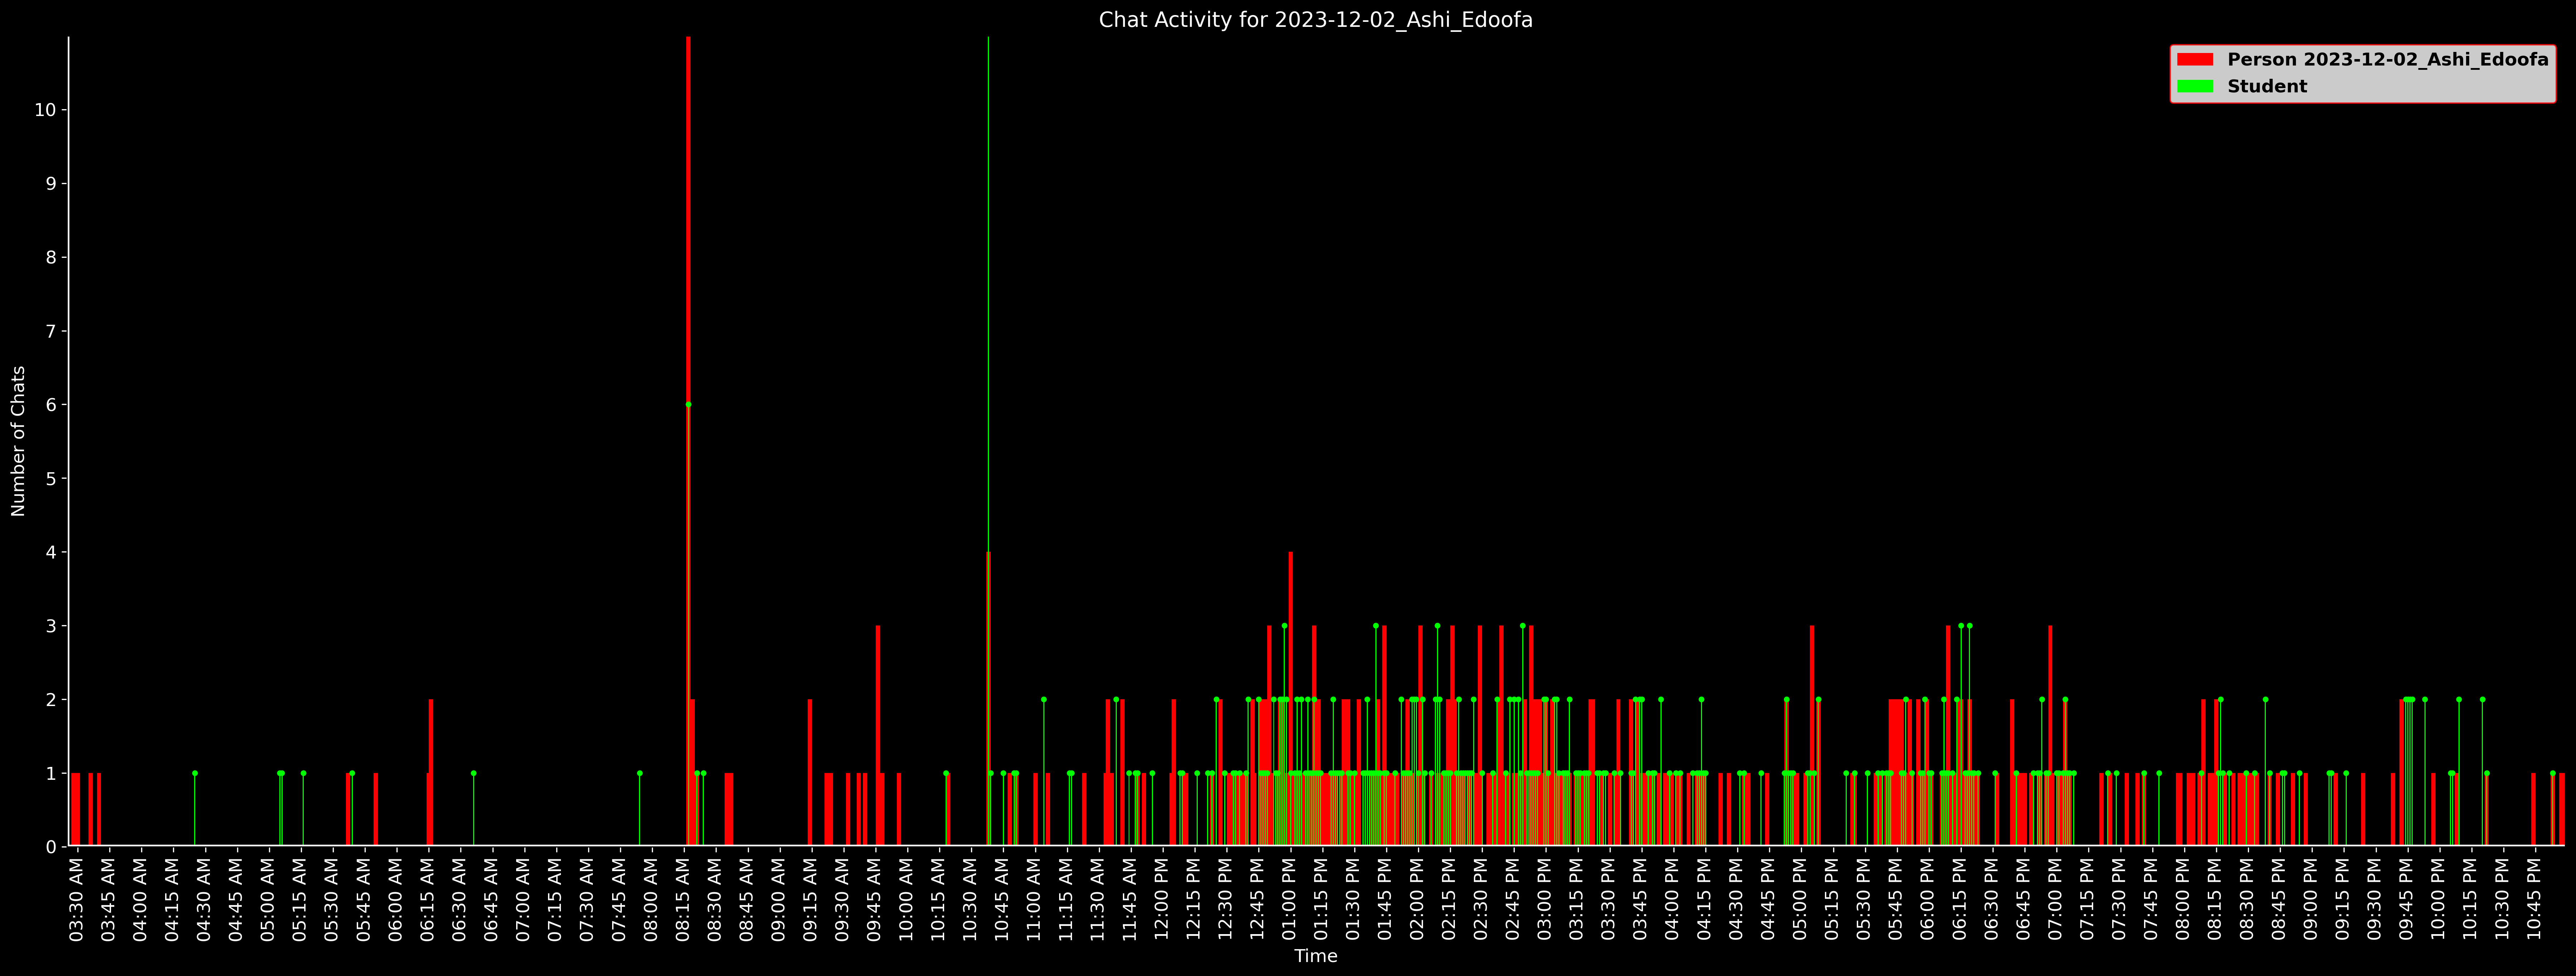 Chat Activity for 2023-12-02_Ashi_Edoofa
Person 2023-12-02_Ashi_Edoofa
Student
Number of Chats
10
9
8
7
6
5
4
3
2
1
0
03:30 AM
03:45 AM
04:00 AM
04:15 AM
04:30 AM
04:45 AM
05:00 AM
05:15 AM
05:30 AM
05:45 AM
06:00 AM
06:15 AM
06:30 AM
06:45 AM
07:00 AM
07:15 AM
07:30 AM
07:45 AM
08:00 AM
08:15 AM
08:30 AM
08:45 AM
09:00 AM
09:15 AM
09:30 AM
09:45 AM
10:00 AM
10:15 AM
10:30 AM
10:45 AM
11:00 AM
11:15 AM
11:30 AM
11:45 AM
12:00 PM
12:15 PM
12:30 PM
12:45 PM
01:00 PM
01:15 PM
01:30 PM
01:45 PM
02:00 PM
02:15 PM
02:30 PM
02:45 PM
03:00 PM
03:15 PM
03:30 PM
03:45 PM
04:00 PM
04:15 PM
04:30 PM
04:45 PM
05:00 PM
05:15 PM
05:30 PM
05:45 PM
06:00 PM
06:15 PM
06:30 PM
06:45 PM
07:00 PM
07:15 PM
07:30 PM
07:45 PM
08:00 PM
08:15 PM
08:30 PM
08:45 PM
09:00 PM
09:15 PM
09:30 PM
09:45 PM
10:00 PM
10:15 PM
10:30 PM
10:45 PM
Time